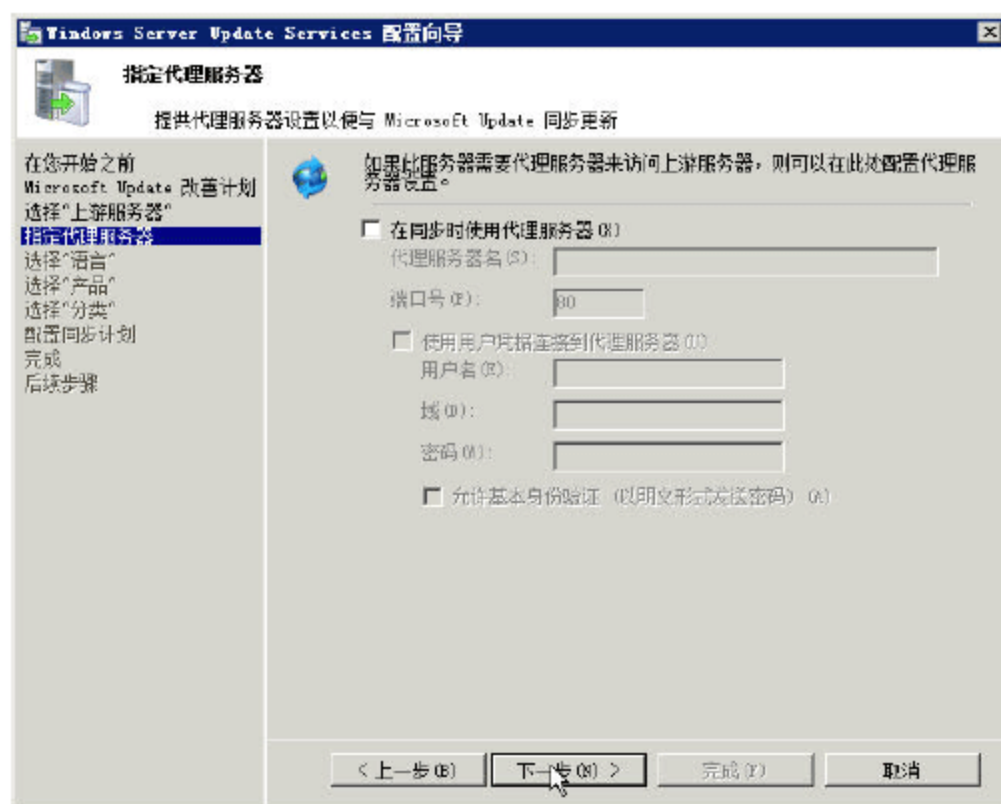 Windows Server Update Services 配置向导
指定代理服务器
提供代理服务器设置以便与 Microsoft Update 同步更新
在您开始之前
Microsoft Update 改善计划
选择“上游服务器”
指定代理服务器
选择“语言”
选择“产品”
选择“分类”
配置同步计划
完成
后续步骤
如果此服务器需要代理服务器来访问上游服务器，则可以在此处配置代理服
务器设置。
在同步时使用代理服务器(X)
代理服务器名(S):
端口号(P):
80
使用用户凭据连接到代理服务器(U)
用户名(E):
域(D):
密码(W):
允许基本身份验证 (以明文形式发送密码) (A)
< 上一步(B)
下一步(N) >
完成(F)
取消